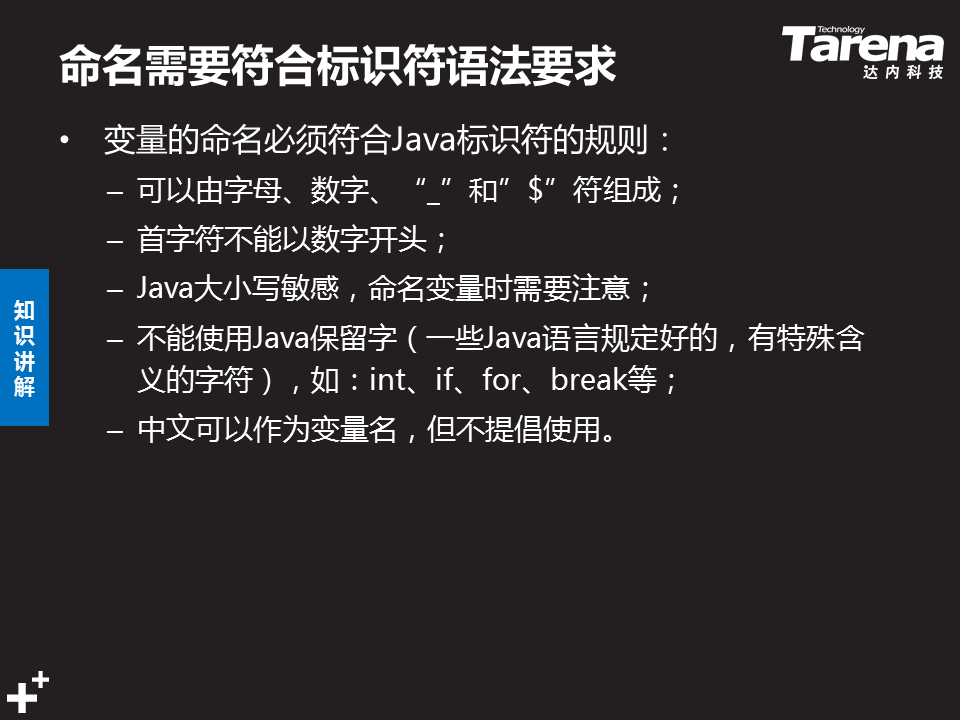 命名需要符合标识符语法要求
Technology
Tarena
达内科技
• 变量的命名必须符合Java标识符的规则：
– 可以由字母、数字、“_”和”$”符组成；
– 首字符不能以数字开头；
– Java大小写敏感，命名变量时需要注意；
– 不能使用Java保留字（一些Java语言规定好的，有特殊含
义的字符），如：int、if、for、break等；
– 中文可以作为变量名，但不提倡使用。
知识讲解